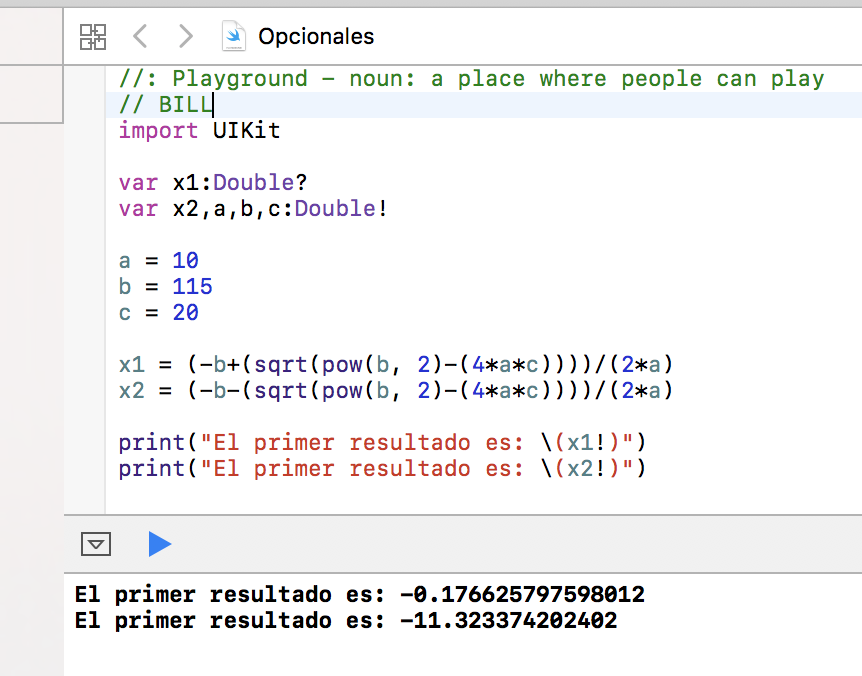 Opcionales
//: Playground - noun: a place where people can play
// BILL
import UIKit
var x1:Double?
var x2,a,b,c:Double!
a = 10
b = 115
c = 20
x1 = (-b+(sqrt(pow(b, 2)-(4*a*c))))/(2*a)
x2 = (-b-(sqrt(pow(b, 2)-(4*a*c))))/(2*a)
print("El primer resultado es: \(x1!)")
print("El primer resultado es: \(x2!)")
El primer resultado es: -0.176625797598012
El primer resultado es: -11.323374202402